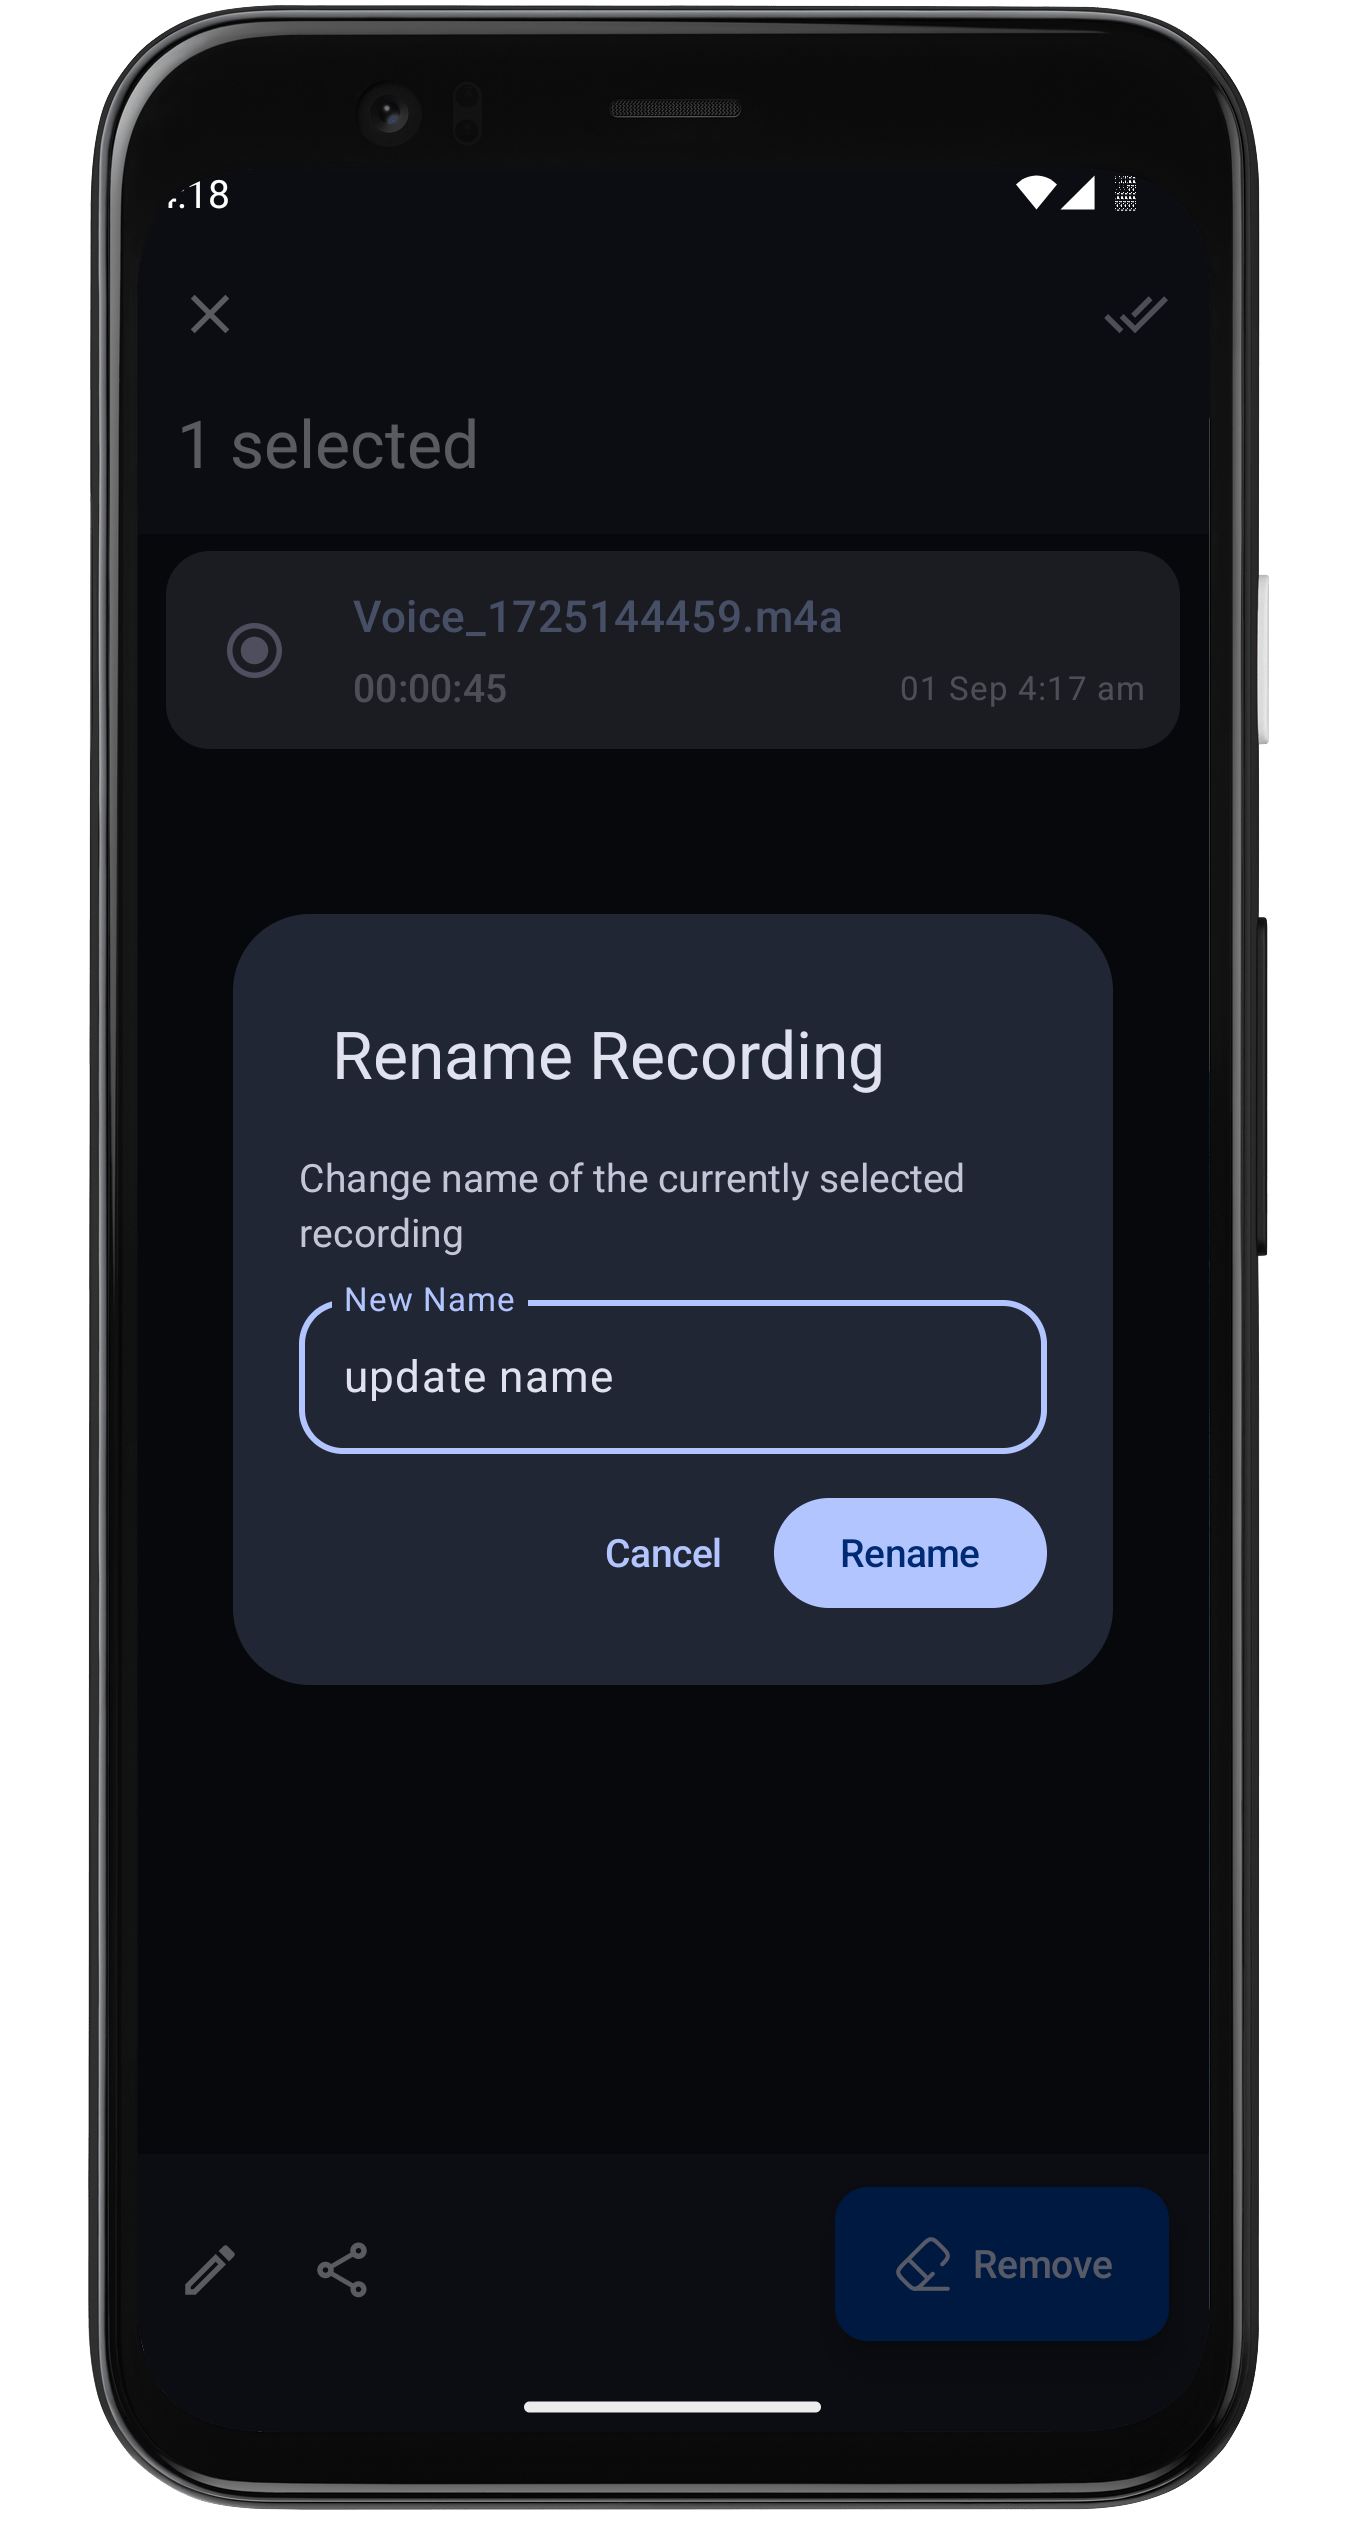 :18
1 selected
Voice_1725144459.m4a
00:00:45 01 Sep 4:17 am
Rename Recording
Change name of the currently selected
recording
New Name
update name
Cancel Rename
Remove